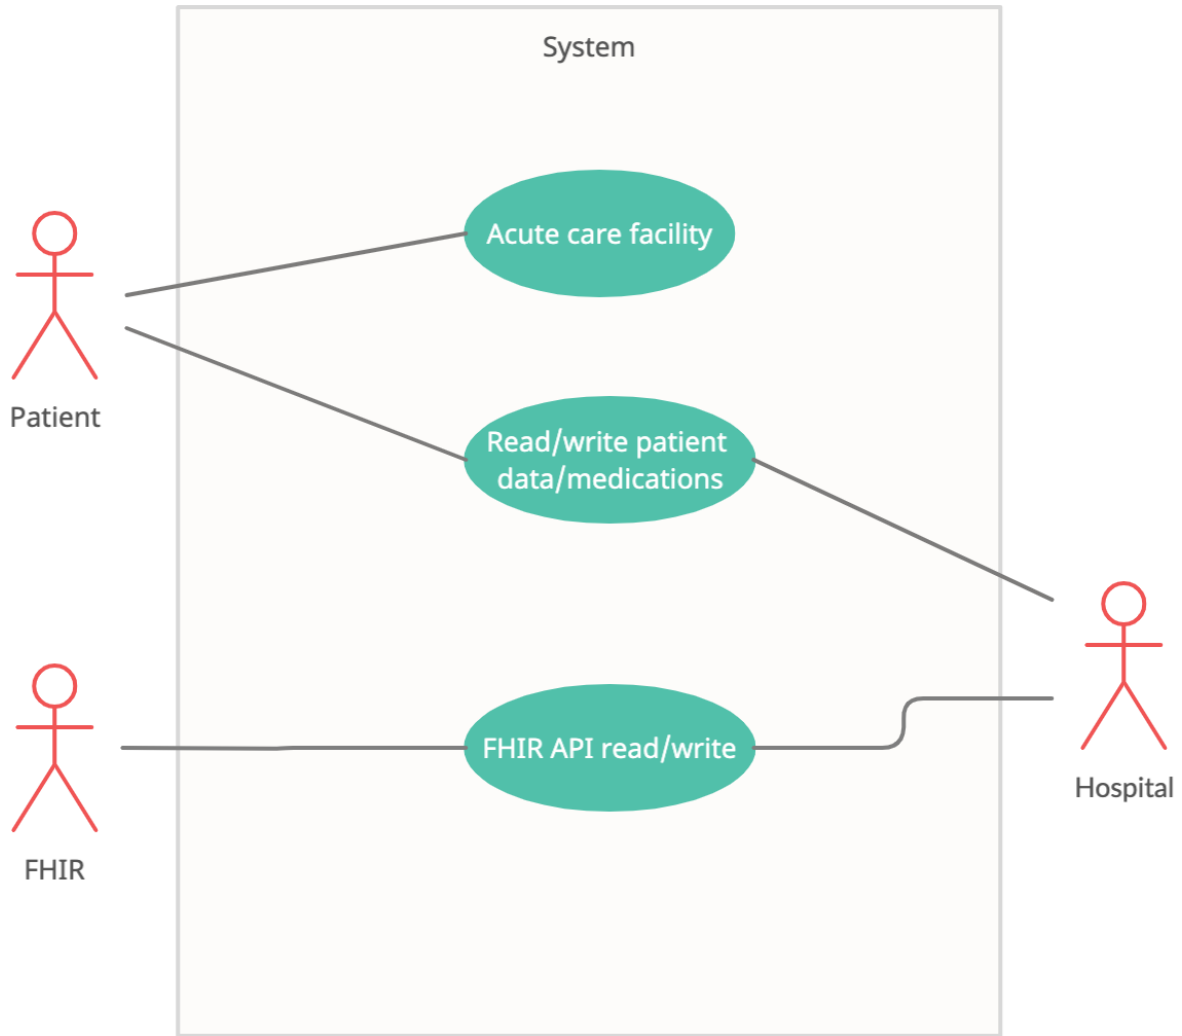 System
Acute care facility
Patient
Read/write patient
data/medications
FHIR API read/write
Hospital
FHIR